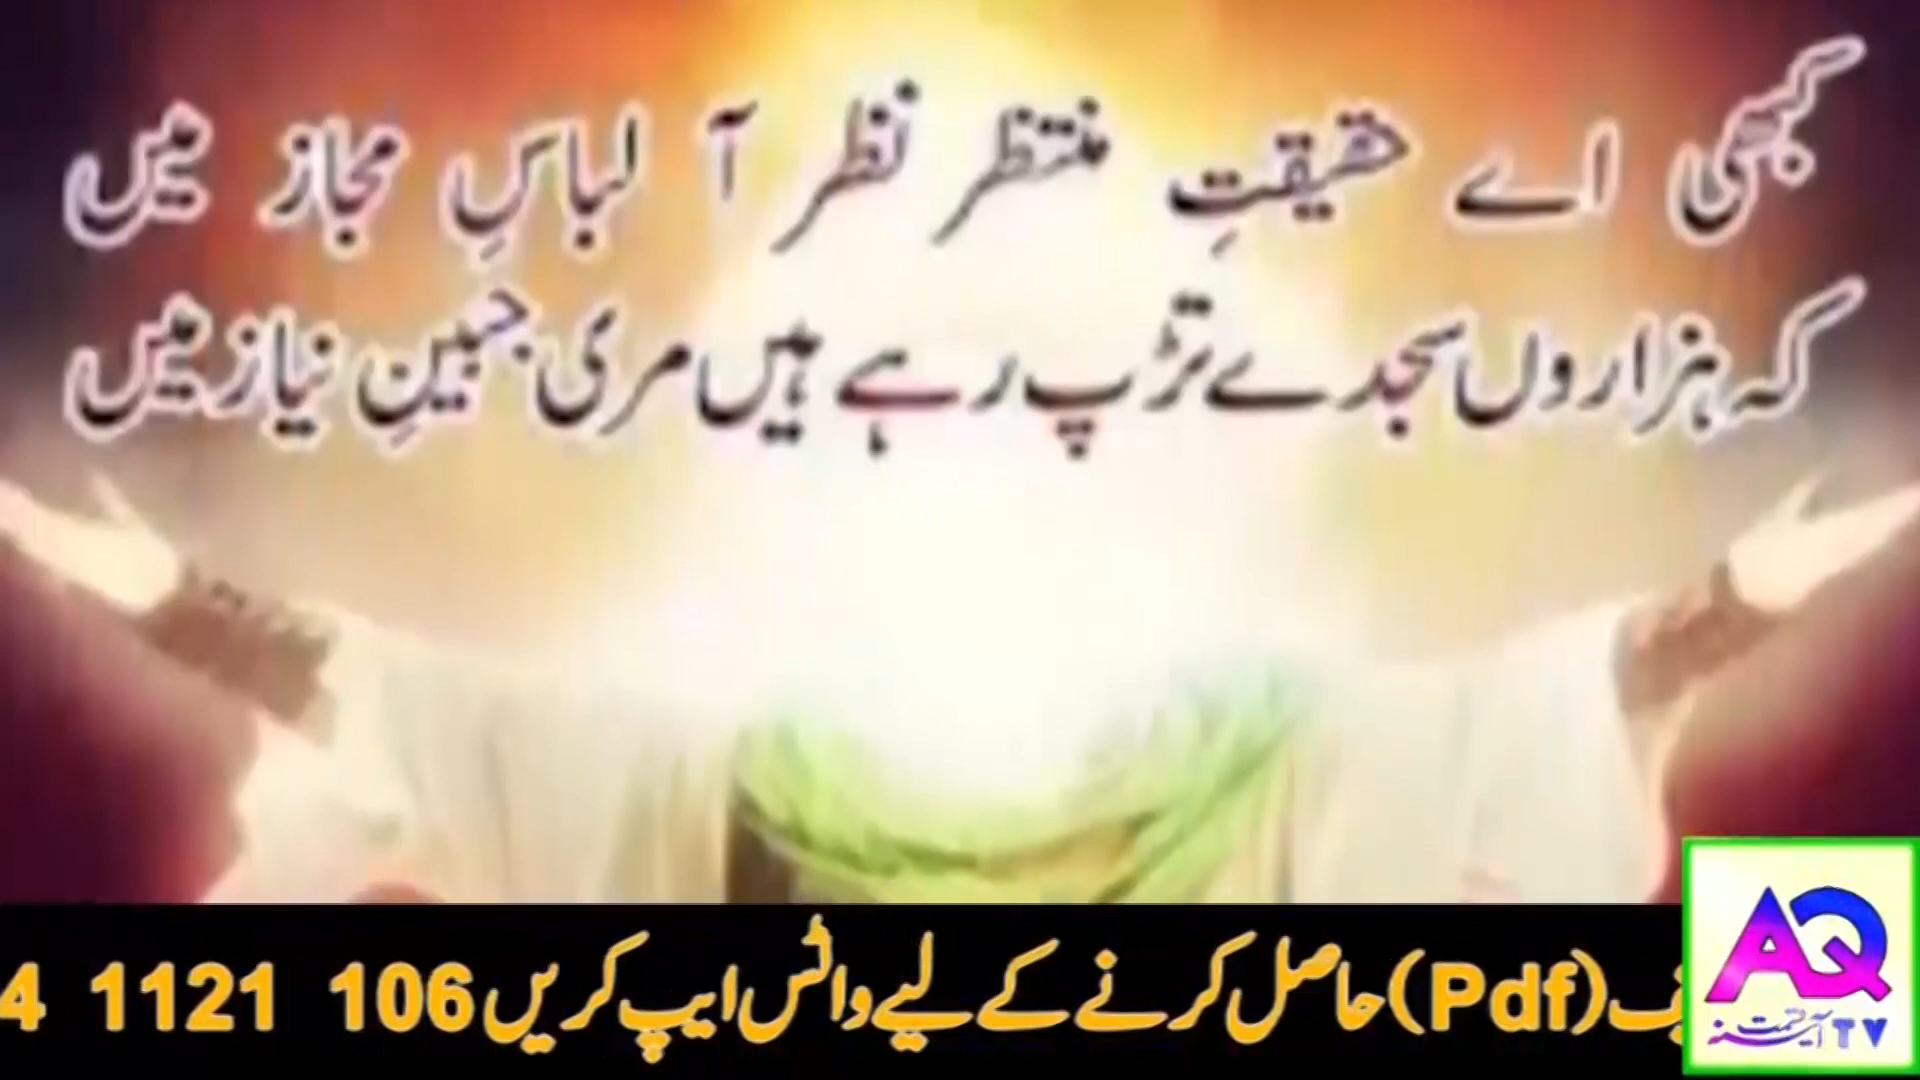 کبھی اے حقیقتِ منتظر نظر آ لباسِ مجاز میں
کہ ہزاروں سجدے تڑپ رہے ہیں مری جبینِ نیاز میں
(Pdf) حاصل کرنے کے لیے واٹس ایپ کریں 106 1121 4
AQ
آئینہ قسمت TV